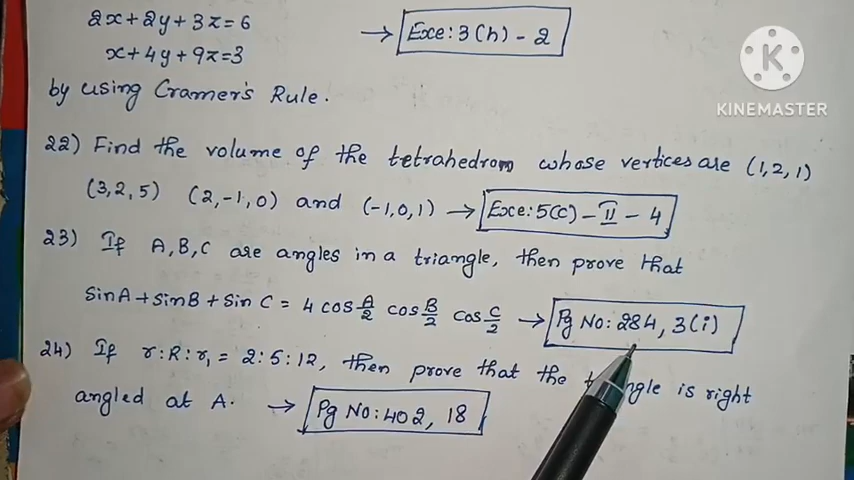 2x+2y+3z=6
→ Exe: 3(h) - 2
x+4y+9z=3
by using Cramer's Rule.
K
KINEMASTER
22) Find the volume of the tetrahedron whose vertices are (1,2,1)
(3,2,5) (2,-1,0) and (-1,0,1) → Exe: 5(c) - II - 4
23) If A,B,C are angles in a triangle, then prove that
sinA+sinB+sinC = 4 cos A/2 cos B/2 cos C/2 → Pg No: 284, 3(i)
24) If r:R:r₁ = 2:5:12, then prove that the triangle is right
angled at A. → Pg No: 402, 18